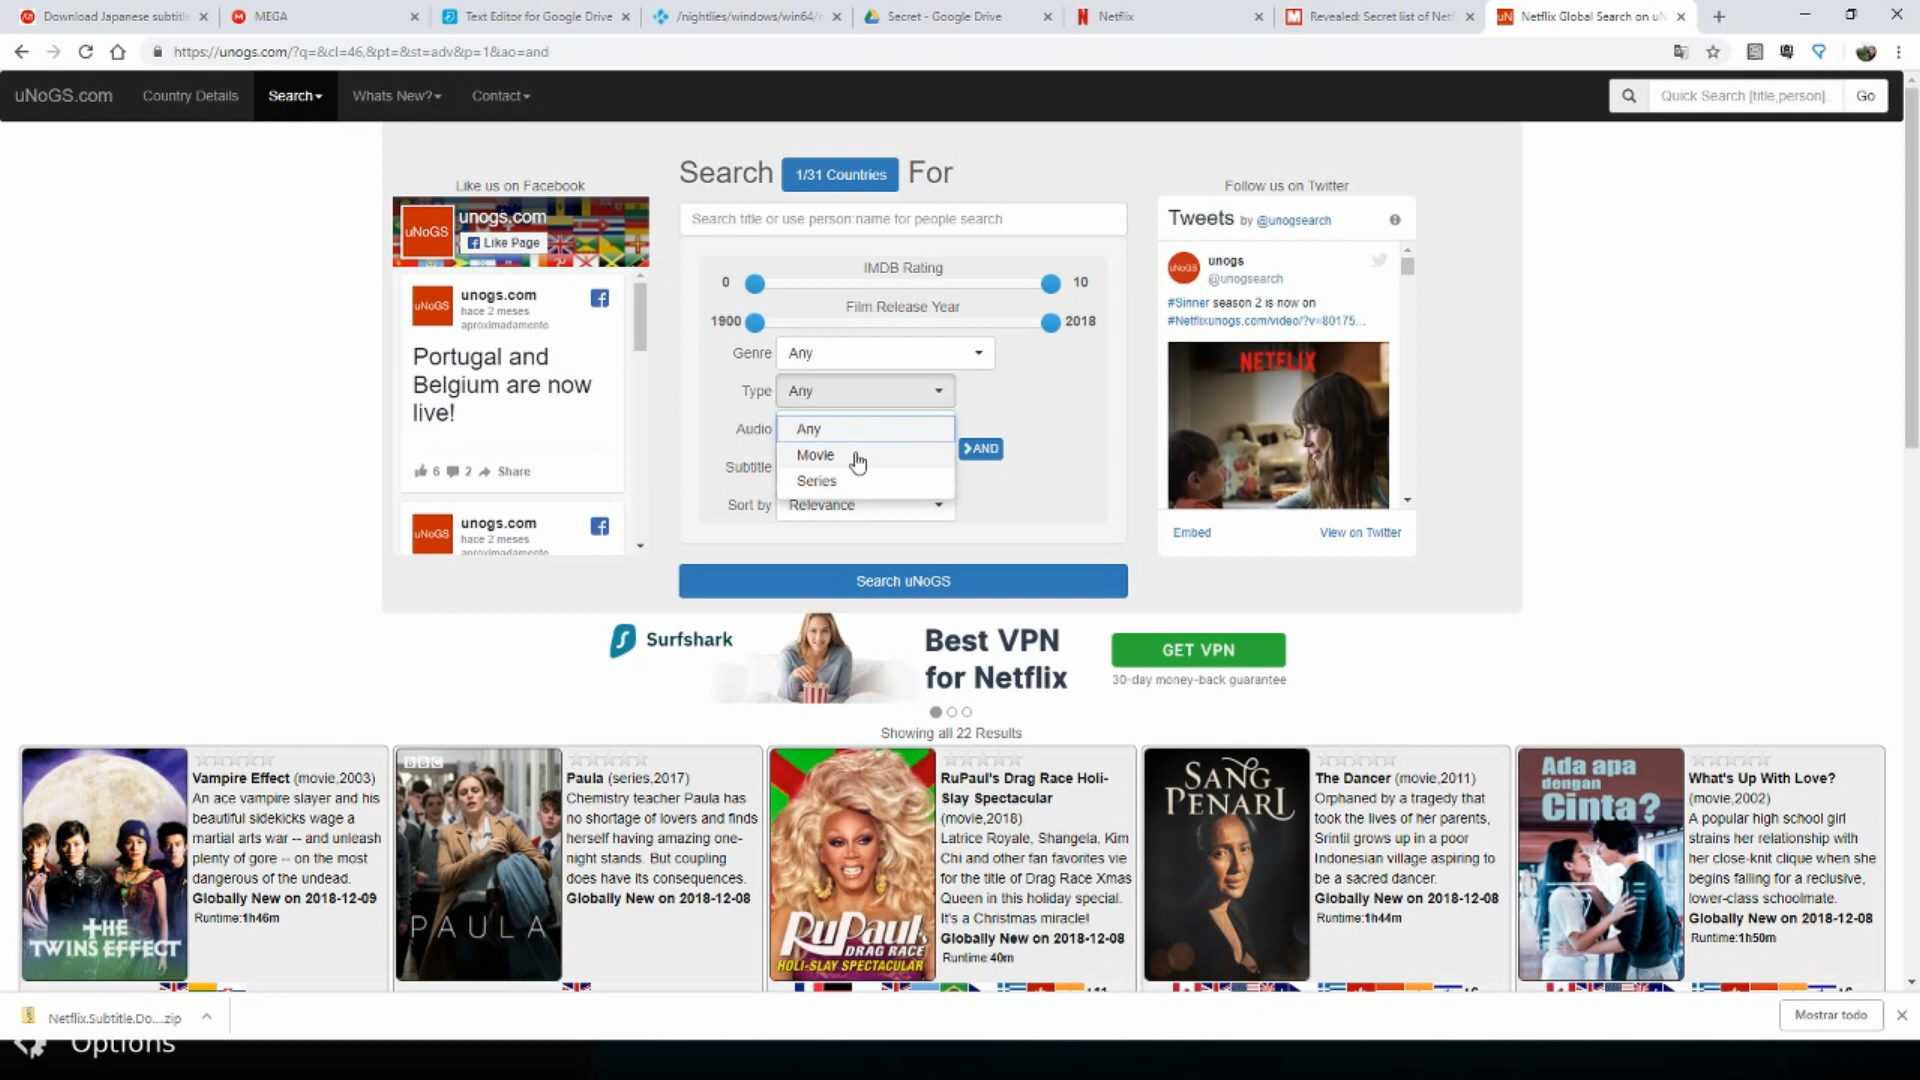 Download Japanese subtitl
MEGA
Text Editor for Google Drive
/nightlies/windows/win64/
Secret - Google Drive
Netflix
Revealed: Secret list of Net
Netflix Global Search on u
https://unogs.com/?q=&cl=46,&pt=&st=adv&p=1&ao=and
uNoGS.com
Country Details
Search
Whats New?
Contact
Quick Search [title,person]
Go
Like us on Facebook
uNoGS
unogs.com
Like Page
uNoGS
unogs.com
hace 2 meses
aproximadamente
Portugal and
Belgium are now
live!
6 2 Share
uNoGS
unogs.com
hace 2 meses
aproximadamente
Search 1/31 Countries For
Search title or use person:name for people search
IMDB Rating
0 10
Film Release Year
1900 2018
Genre Any
Type Any
Audio Any
Movie
AND
Subtitle
Series
Sort by Relevance
Search uNoGS
Follow us on Twitter
Tweets by @unogsearch
uNoGS
unogs
@unogsearch
#Sinner season 2 is now on
#Netflixunogs.com/video/?v=80175...
NETFLIX
Embed View on Twitter
Surfshark
Best VPN
for Netflix
GET VPN
30-day money-back guarantee
Showing all 22 Results
THE
TWINS EFFECT
Vampire Effect (movie,2003)
An ace vampire slayer and his
beautiful sidekicks wage a
martial arts war -- and unleash
plenty of gore -- on the most
dangerous of the undead.
Globally New on 2018-12-09
Runtime:1h46m
BBC
PAULA
Paula (series,2017)
Chemistry teacher Paula has
no shortage of lovers and finds
herself having amazing one-
night stands. But coupling
does have its consequences.
Globally New on 2018-12-08
RuPaul's
DRAG RACE
HOLI-SLAY SPECTACULAR
RuPaul's Drag Race Holi-
Slay Spectacular
(movie,2018)
Latrice Royale, Shangela, Kim
Chi and other fan favorites vie
for the title of Drag Race Xmas
Queen in this holiday special.
It's a Christmas miracle!
Globally New on 2018-12-08
Runtime:40m
+11
SANG
PENARI
The Dancer (movie,2011)
Orphaned by a tragedy that
took the lives of her parents,
Srintil grows up in a poor
Indonesian village aspiring to
be a sacred dancer.
Globally New on 2018-12-08
Runtime:1h44m
Ada apa
dengan
Cinta?
What's Up With Love?
(movie,2002)
A popular high school girl
strains her relationship with
her close-knit clique when she
begins falling for a reclusive,
lower-class schoolmate.
Globally New on 2018-12-08
Runtime:1h50m
Netflix.Subtitle.Do....zip
Mostrar todo
Options